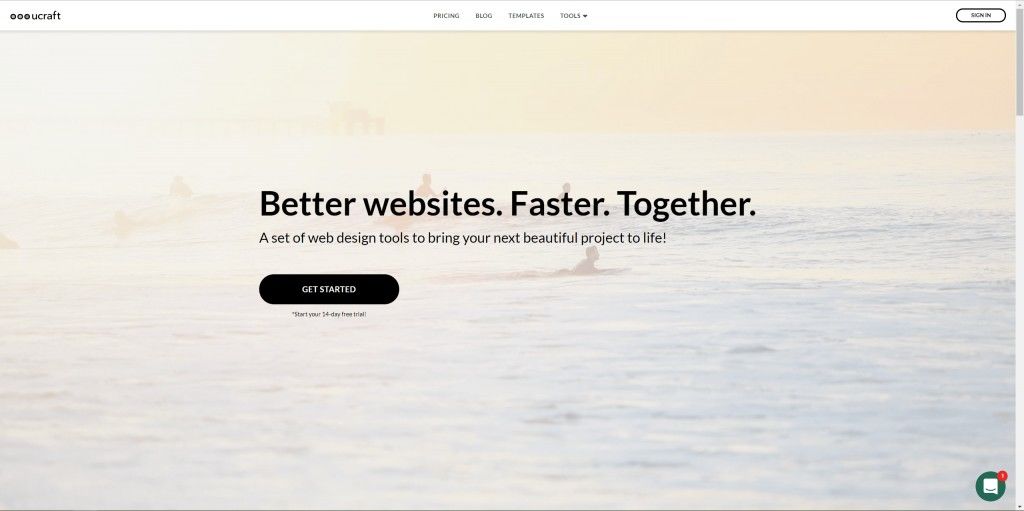 ucraft
PRICING BLOG TEMPLATES TOOLS
SIGN IN
Better websites. Faster. Together.
A set of web design tools to bring your next beautiful project to life!
GET STARTED
*Start your 14-day free trial!
1